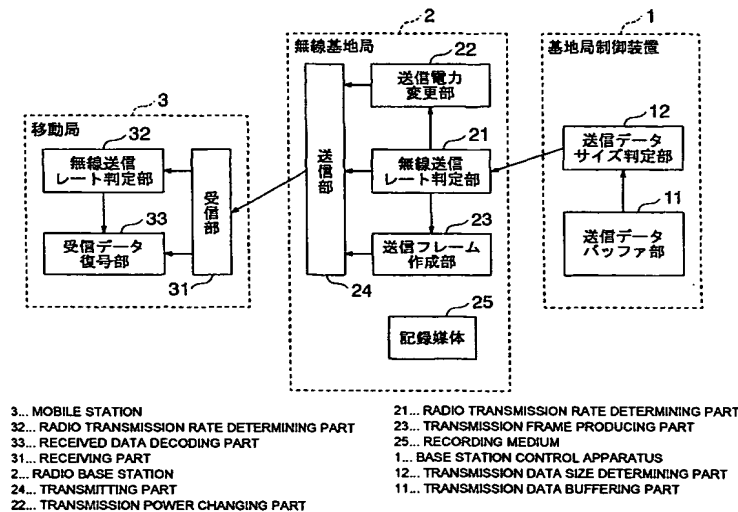 3
移動局
32
無線送信
レート判定部
33
受信データ
復号部
受信部
31
2
無線基地局
22
送信電力
変更部
21
無線送信
レート判定部
23
送信フレーム
作成部
送信部
24
25
記録媒体
1
基地局制御装置
12
送信データ
サイズ判定部
11
送信データ
バッファ部
3... MOBILE STATION
32... RADIO TRANSMISSION RATE DETERMINING PART
33... RECEIVED DATA DECODING PART
31... RECEIVING PART
2... RADIO BASE STATION
24... TRANSMITTING PART
22... TRANSMISSION POWER CHANGING PART
21... RADIO TRANSMISSION RATE DETERMINING PART
23... TRANSMISSION FRAME PRODUCING PART
25... RECORDING MEDIUM
1... BASE STATION CONTROL APPARATUS
12... TRANSMISSION DATA SIZE DETERMINING PART
11... TRANSMISSION DATA BUFFERING PART